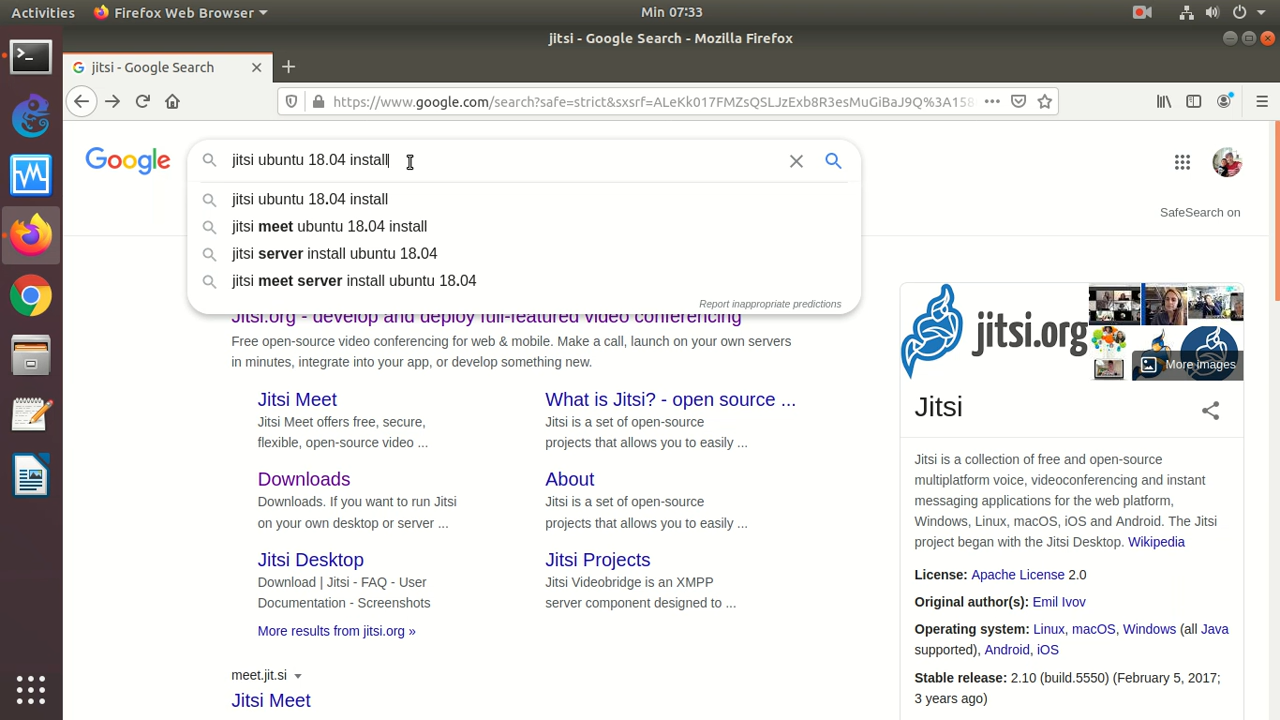 Activities
Firefox Web Browser
Min 07:33
jitsi - Google Search - Mozilla Firefox
jitsi - Google Search
https://www.google.com/search?safe=strict&sxsrf=ALeKk017FMZsQSLJzExb8R3esMuGiBaJ9Q%3A158
Google
jitsi ubuntu 18.04 install
jitsi ubuntu 18.04 install
jitsi meet ubuntu 18.04 install
jitsi server install ubuntu 18.04
jitsi meet server install ubuntu 18.04
Report inappropriate predictions
SafeSearch on
Jitsi.org - develop and deploy full-featured video conferencing
Free open-source video conferencing for web & mobile. Make a call, launch on your own servers
in minutes, integrate into your app, or develop something new.
Jitsi Meet
Jitsi Meet offers free, secure,
flexible, open-source video ...
What is Jitsi? - open source ...
Jitsi is a set of open-source
projects that allows you to easily ...
Downloads
Downloads. If you want to run Jitsi
on your own desktop or server ...
About
Jitsi is a set of open-source
projects that allows you to easily ...
Jitsi Desktop
Download | Jitsi - FAQ - User
Documentation - Screenshots
Jitsi Projects
Jitsi Videobridge is an XMPP
server component designed to ...
More results from jitsi.org »
meet.jit.si
Jitsi Meet
jitsi.org
More images
Jitsi
Jitsi is a collection of free and open-source
multiplatform voice, videoconferencing and instant
messaging applications for the web platform,
Windows, Linux, macOS, iOS and Android. The Jitsi
project began with the Jitsi Desktop. Wikipedia
License: Apache License 2.0
Original author(s): Emil Ivov
Operating system: Linux, macOS, Windows (all Java
supported), Android, iOS
Stable release: 2.10 (build.5550) (February 5, 2017;
3 years ago)